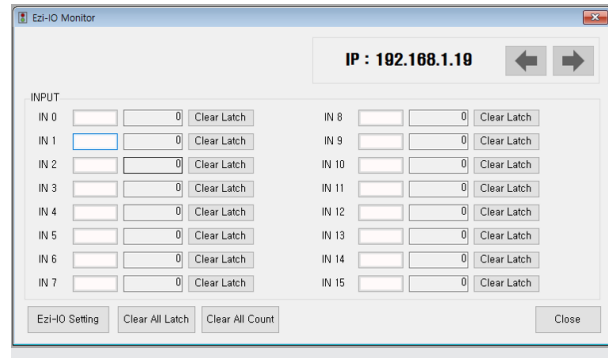 Ezi-IO Monitor
IP : 192.168.1.19
INPUT
IN 0 0 Clear Latch IN 8 0 Clear Latch
IN 1 0 Clear Latch IN 9 0 Clear Latch
IN 2 0 Clear Latch IN 10 0 Clear Latch
IN 3 0 Clear Latch IN 11 0 Clear Latch
IN 4 0 Clear Latch IN 12 0 Clear Latch
IN 5 0 Clear Latch IN 13 0 Clear Latch
IN 6 0 Clear Latch IN 14 0 Clear Latch
IN 7 0 Clear Latch IN 15 0 Clear Latch
Ezi-IO Setting Clear All Latch Clear All Count Close